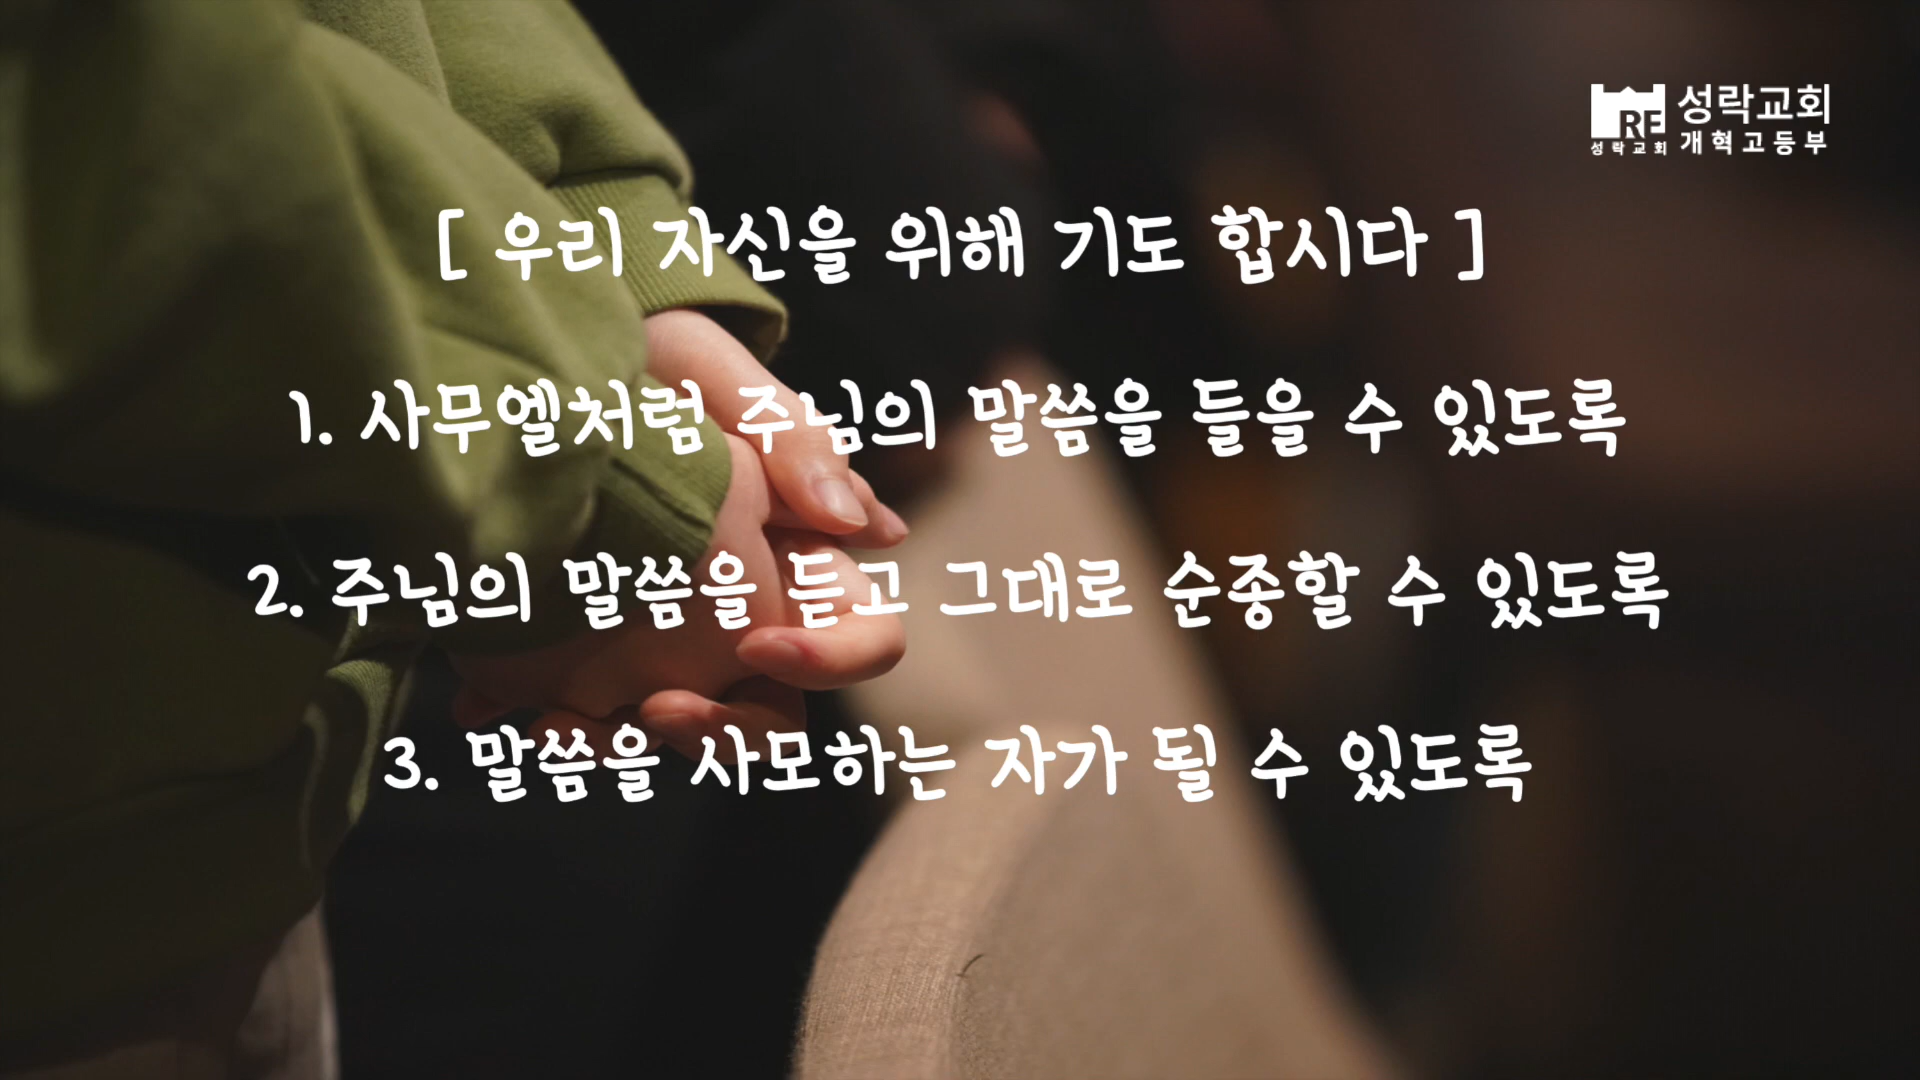 RE
성락교회
성락교회
개혁고등부
[ 우리 자신을 위해 기도 합시다 ]
1. 사무엘처럼 주님의 말씀을 들을 수 있도록
2. 주님의 말씀을 듣고 그대로 순종할 수 있도록
3. 말씀을 사모하는 자가 될 수 있도록